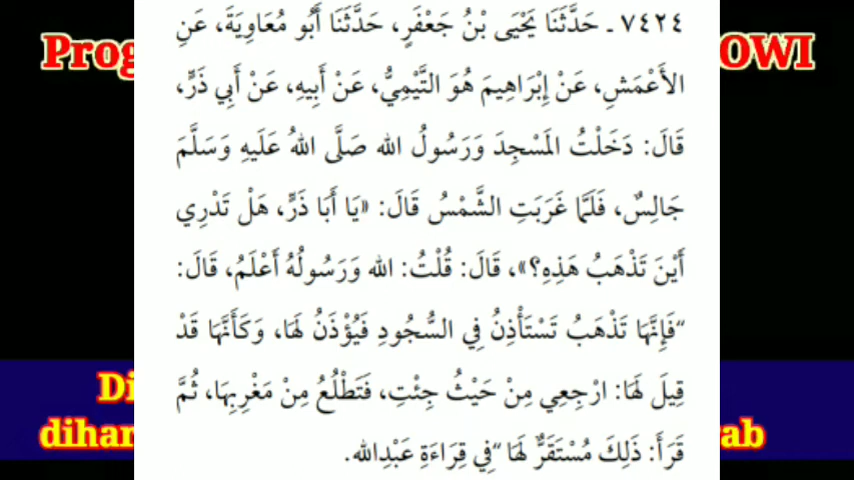 ٧٤٢٤ ـ حَدَّثَنَا يَحْيَى بْنُ جَعْفَرٍ، حَدَّثَنَا أَبُو مُعَاوِيَةَ، عَنِ
الأَعْمَشِ، عَنْ إِبْرَاهِيمَ هُوَ التَّيْمِيُّ، عَنْ أَبِيهِ، عَنْ أَبِي ذَرٍّ،
قَالَ: دَخَلْتُ المَسْجِدَ وَرَسُولُ الله صَلَّى اللهُ عَلَيهِ وَسَلَّمَ
جَالِسٌ، فَلَمَّا غَرَبَتِ الشَّمْسُ قَالَ: «يَا أَبَا ذَرٍّ، هَلْ تَدْرِي
أَيْنَ تَذْهَبُ هَذِهِ؟»، قَالَ: قُلْتُ: الله وَرَسُولُهُ أَعْلَمُ، قَالَ:
“فَإِنَّهَا تَذْهَبُ تَسْتَأْذِنُ فِي السُّجُودِ فَيُؤْذَنُ لَهَا، وَكَأَنَّهَا قَدْ
قِيلَ لَهَا: ارْجِعِي مِنْ حَيْثُ جِئْتِ، فَتَطْلُعُ مِنْ مَغْرِبِهَا، ثُمَّ
قَرَأَ: ذَلِكَ مُسْتَقَرٌّ لَهَا “فِي قِرَاءَةِ عَبْدِالله.
Prog OWI
Di
dihar ab